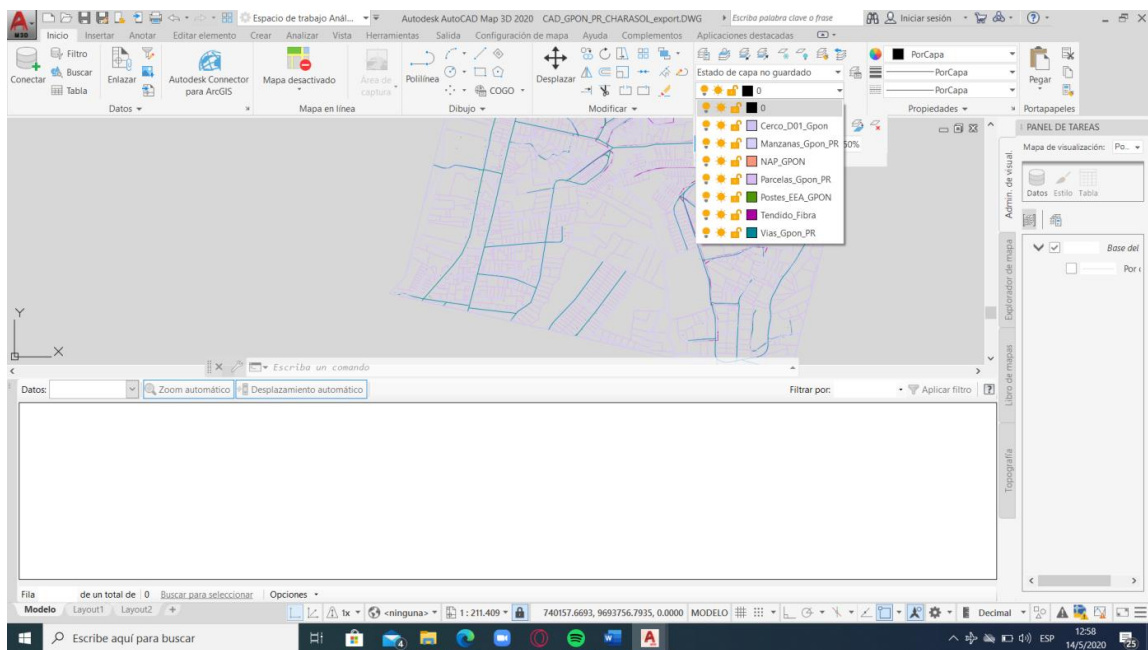 Espacio de trabajo Anál...
Autodesk AutoCAD Map 3D 2020 CAD_GPON_PR_CHARASOL_export.DWG
Escriba palabra clave o frase
Iniciar sesión
M3D
Inicio Insertar Anotar Editar elemento Crear Analizar Vista Herramientas Salida Configuración de mapa Ayuda Complementos Aplicaciones destacadas
Conectar
Filtro
Buscar
Tabla
Enlazar
Autodesk Connector
para ArcGIS
Datos
Mapa desactivado
Área de
captura
Mapa en línea
Polilínea
COGO
Dibujo
Desplazar
Modificar
Estado de capa no guardado
0
PorCapa
PorCapa
PorCapa
Propiedades
Pegar
Portapapeles
0
Cerco_D01_Gpon
Manzanas_Gpon_PR
50%
NAP_GPON
Parcelas_Gpon_PR
Postes_EEA_GPON
Tendido_Fibra
Vias_Gpon_PR
PANEL DE TAREAS
Mapa de visualización: Po...
Datos Estilo Tabla
Base del
Por
Admin. de visual.
Explorador de mapa
Libro de mapas
Topografía
Y
X
Escriba un comando
Datos:
Zoom automático
Desplazamiento automático
Filtrar por:
Aplicar filtro
Fila de un total de 0 Buscar para seleccionar Opciones
Modelo Layout1 Layout2 +
1x <ninguna> 1 : 211.409 740157.6693, 9693756.7935, 0.0000 MODELO Decimal
Escribe aquí para buscar
ESP
12:58
14/5/2020
25